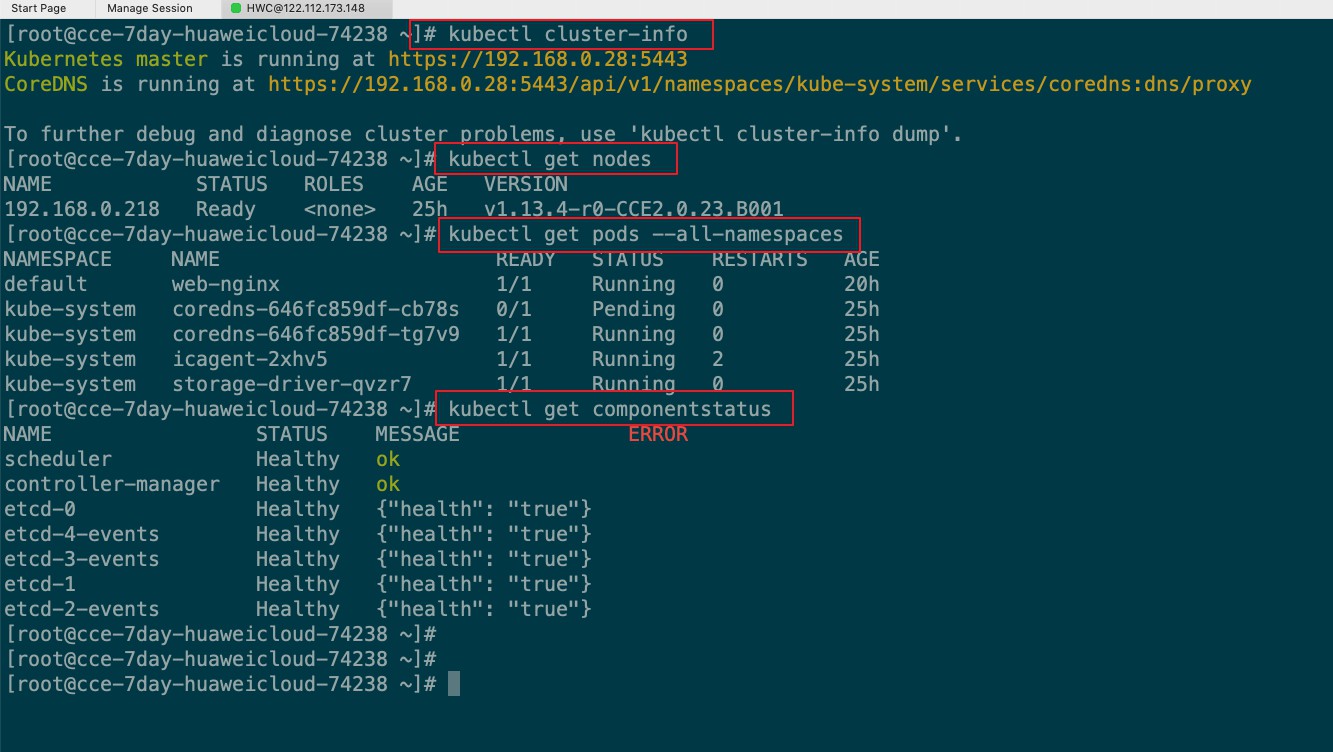 Start Page Manage Session HWC@122.112.173.148
[root@cce-7day-huaweicloud-74238 ~]# kubectl cluster-info
Kubernetes master is running at https://192.168.0.28:5443
CoreDNS is running at https://192.168.0.28:5443/api/v1/namespaces/kube-system/services/coredns:dns/proxy
To further debug and diagnose cluster problems, use 'kubectl cluster-info dump'.
[root@cce-7day-huaweicloud-74238 ~]# kubectl get nodes
NAME STATUS ROLES AGE VERSION
192.168.0.218 Ready <none> 25h v1.13.4-r0-CCE2.0.23.B001
[root@cce-7day-huaweicloud-74238 ~]# kubectl get pods --all-namespaces
NAMESPACE NAME READY STATUS RESTARTS AGE
default web-nginx 1/1 Running 0 20h
kube-system coredns-646fc859df-cb78s 0/1 Pending 0 25h
kube-system coredns-646fc859df-tg7v9 1/1 Running 0 25h
kube-system icagent-2xhv5 1/1 Running 2 25h
kube-system storage-driver-qvzr7 1/1 Running 0 25h
[root@cce-7day-huaweicloud-74238 ~]# kubectl get componentstatus
NAME STATUS MESSAGE ERROR
scheduler Healthy ok
controller-manager Healthy ok
etcd-0 Healthy {"health": "true"}
etcd-4-events Healthy {"health": "true"}
etcd-3-events Healthy {"health": "true"}
etcd-1 Healthy {"health": "true"}
etcd-2-events Healthy {"health": "true"}
[root@cce-7day-huaweicloud-74238 ~]#
[root@cce-7day-huaweicloud-74238 ~]#
[root@cce-7day-huaweicloud-74238 ~]#